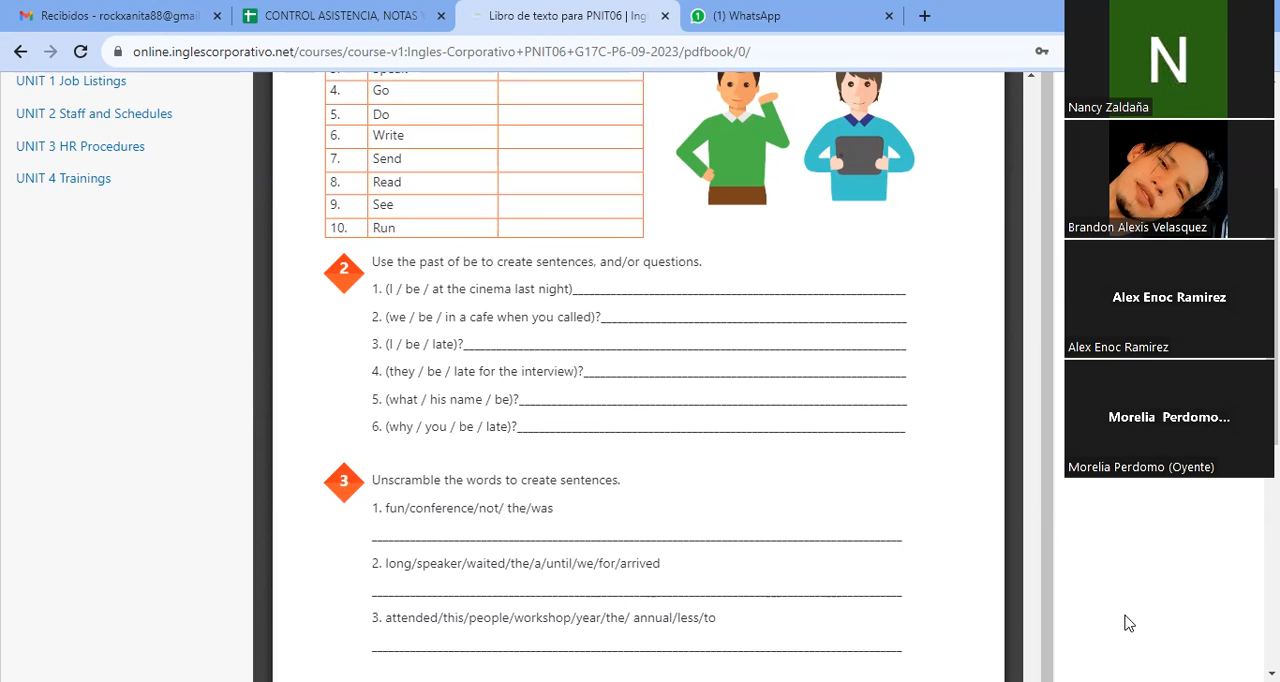 Recibidos - rockxanita88@gmail
CONTROL ASISTENCIA, NOTAS Y
Libro de texto para PNIT06 | Ingl
(1) WhatsApp
online.inglescorporativo.net/courses/course-v1:Ingles-Corporativo+PNIT06+G17C-P6-09-2023/pdfbook/0/
UNIT 1 Job Listings
UNIT 2 Staff and Schedules
UNIT 3 HR Procedures
UNIT 4 Trainings
Speak
4. Go
5. Do
6. Write
7. Send
8. Read
9. See
10. Run
2 Use the past of be to create sentences, and/or questions.
1. (I / be / at the cinema last night)
2. (we / be / in a cafe when you called)?
3. (I / be / late)?
4. (they / be / late for the interview)?
5. (what / his name / be)?
6. (why / you / be / late)?
3 Unscramble the words to create sentences.
1. fun/conference/not/ the/was
2. long/speaker/waited/the/a/until/we/for/arrived
3. attended/this/people/workshop/year/the/ annual/less/to
N
Nancy Zaldaña
Brandon Alexis Velasquez
Alex Enoc Ramirez
Alex Enoc Ramirez
Morelia Perdomo...
Morelia Perdomo (Oyente)